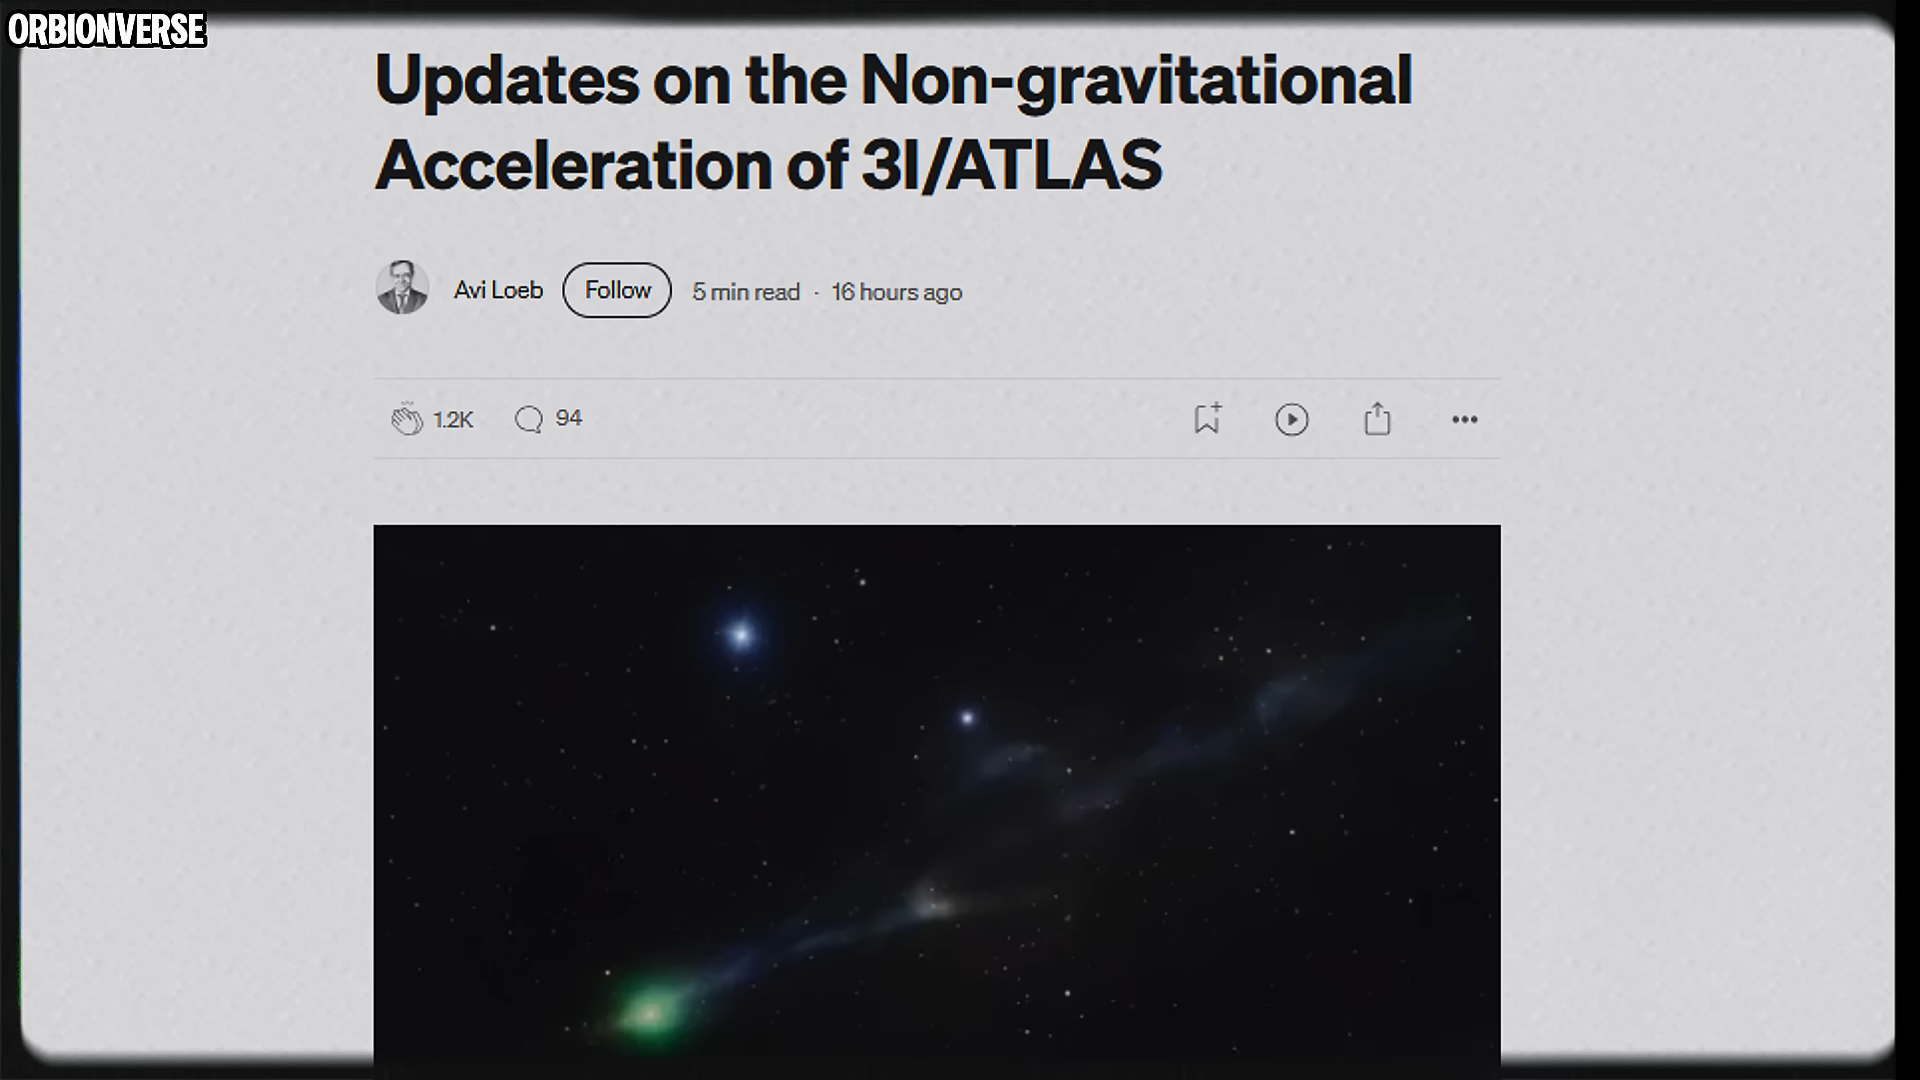 ORBIONVERSE
Updates on the Non-gravitational
Acceleration of 3I/ATLAS
Avi Loeb Follow 5 min read · 16 hours ago
1.2K 94